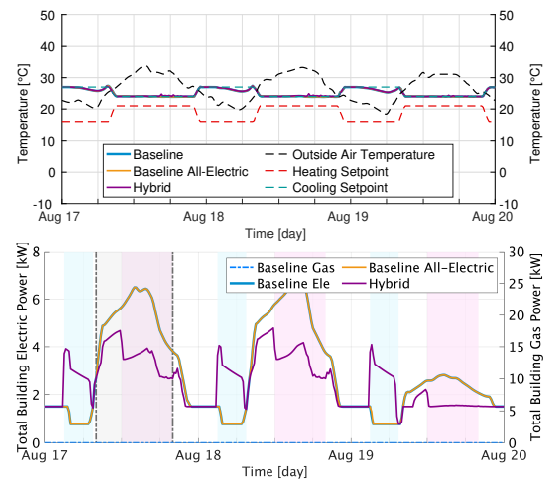 50
40
30
20
10
0
-10
Temperature [°C]
50
40
30
20
10
0
-10
Temperature [°C]
Baseline
Baseline All-Electric
Hybrid
Outside Air Temperature
Heating Setpoint
Cooling Setpoint
Aug 17
Aug 18
Aug 19
Aug 20
Time [day]
8
6
4
2
0
Total Building Electric Power [kW]
30
25
20
15
10
5
0
Total Building Gas Power [kW]
Baseline Gas
Baseline Ele
Baseline All-Electric
Hybrid
Aug 17
Aug 18
Aug 19
Aug 20
Time [day]